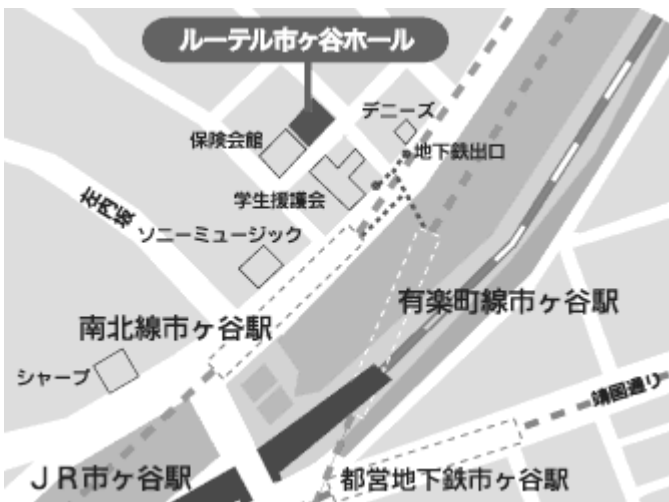 ルーテル市ヶ谷ホール
デニーズ
保険会館
地下鉄出口
学生援護会
左内坂
ソニーミュージック
有楽町線市ヶ谷駅
南北線市ヶ谷駅
シャープ
靖国通り
JR市ヶ谷駅
都営地下鉄市ヶ谷駅